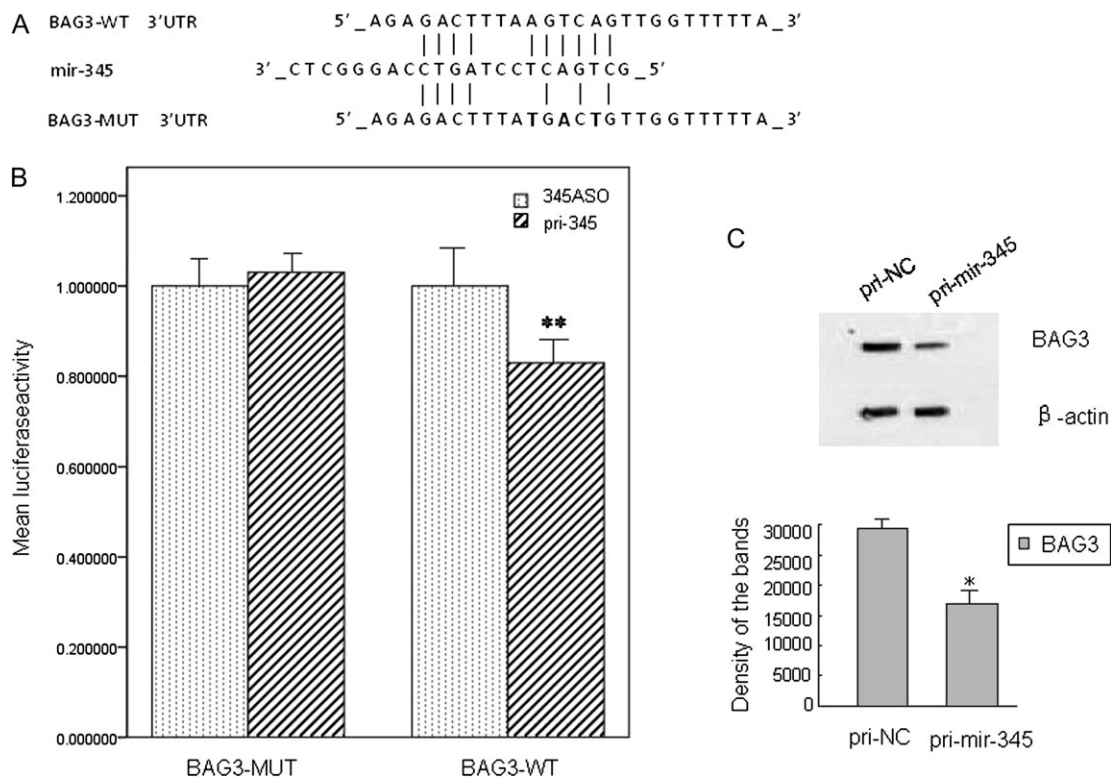 A
BAG3-WT 3'UTR 5'_AGAGACTTTAAGTCAGTTGGTTTTTA_3'
mir-345 3'_CTCGGGACCTGATCCTCAGTCG_5'
BAG3-MUT 3'UTR 5'_AGAGACTTTATGACTGTTGGTTTTTA_3'
B
1.200000
1.000000
0.800000
0.600000
0.400000
0.200000
0.000000
Mean luciferaseactivity
345ASO
pri-345
**
BAG3-MUT BAG3-WT
C
pri-NC pri-mir-345
BAG3
β-actin
30000
25000
20000
15000
10000
5000
0
Density of the bands
*
BAG3
pri-NC pri-mir-345